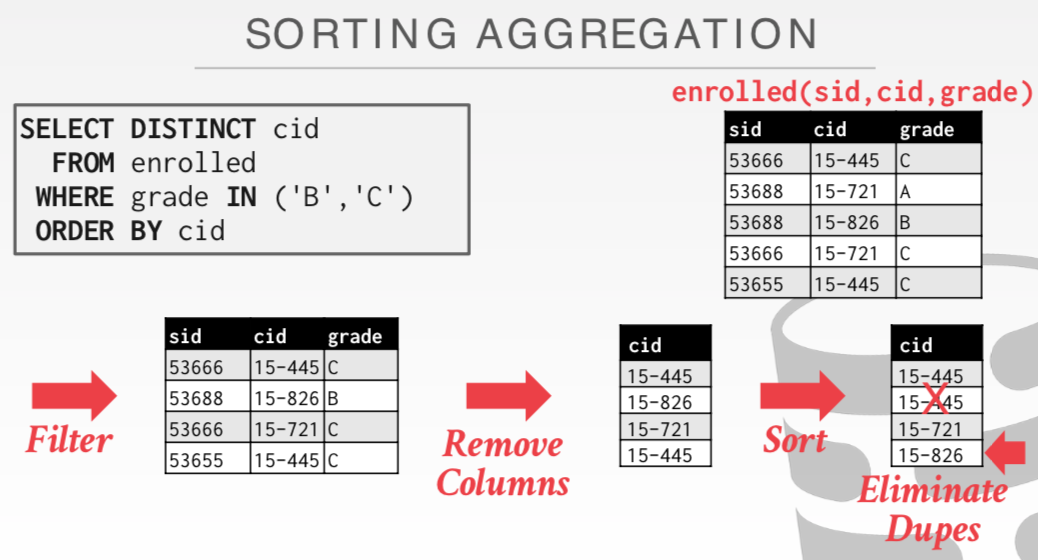 SORTING AGGREGATION
SELECT DISTINCT cid
FROM enrolled
WHERE grade IN ('B','C')
ORDER BY cid
enrolled(sid,cid,grade)
sid cid grade
53666 15-445 C
53688 15-721 A
53688 15-826 B
53666 15-721 C
53655 15-445 C
Filter
sid cid grade
53666 15-445 C
53688 15-826 B
53666 15-721 C
53655 15-445 C
Remove
Columns
cid
15-445
15-826
15-721
15-445
Sort
cid
15-445
15-445
15-721
15-826
Eliminate
Dupes